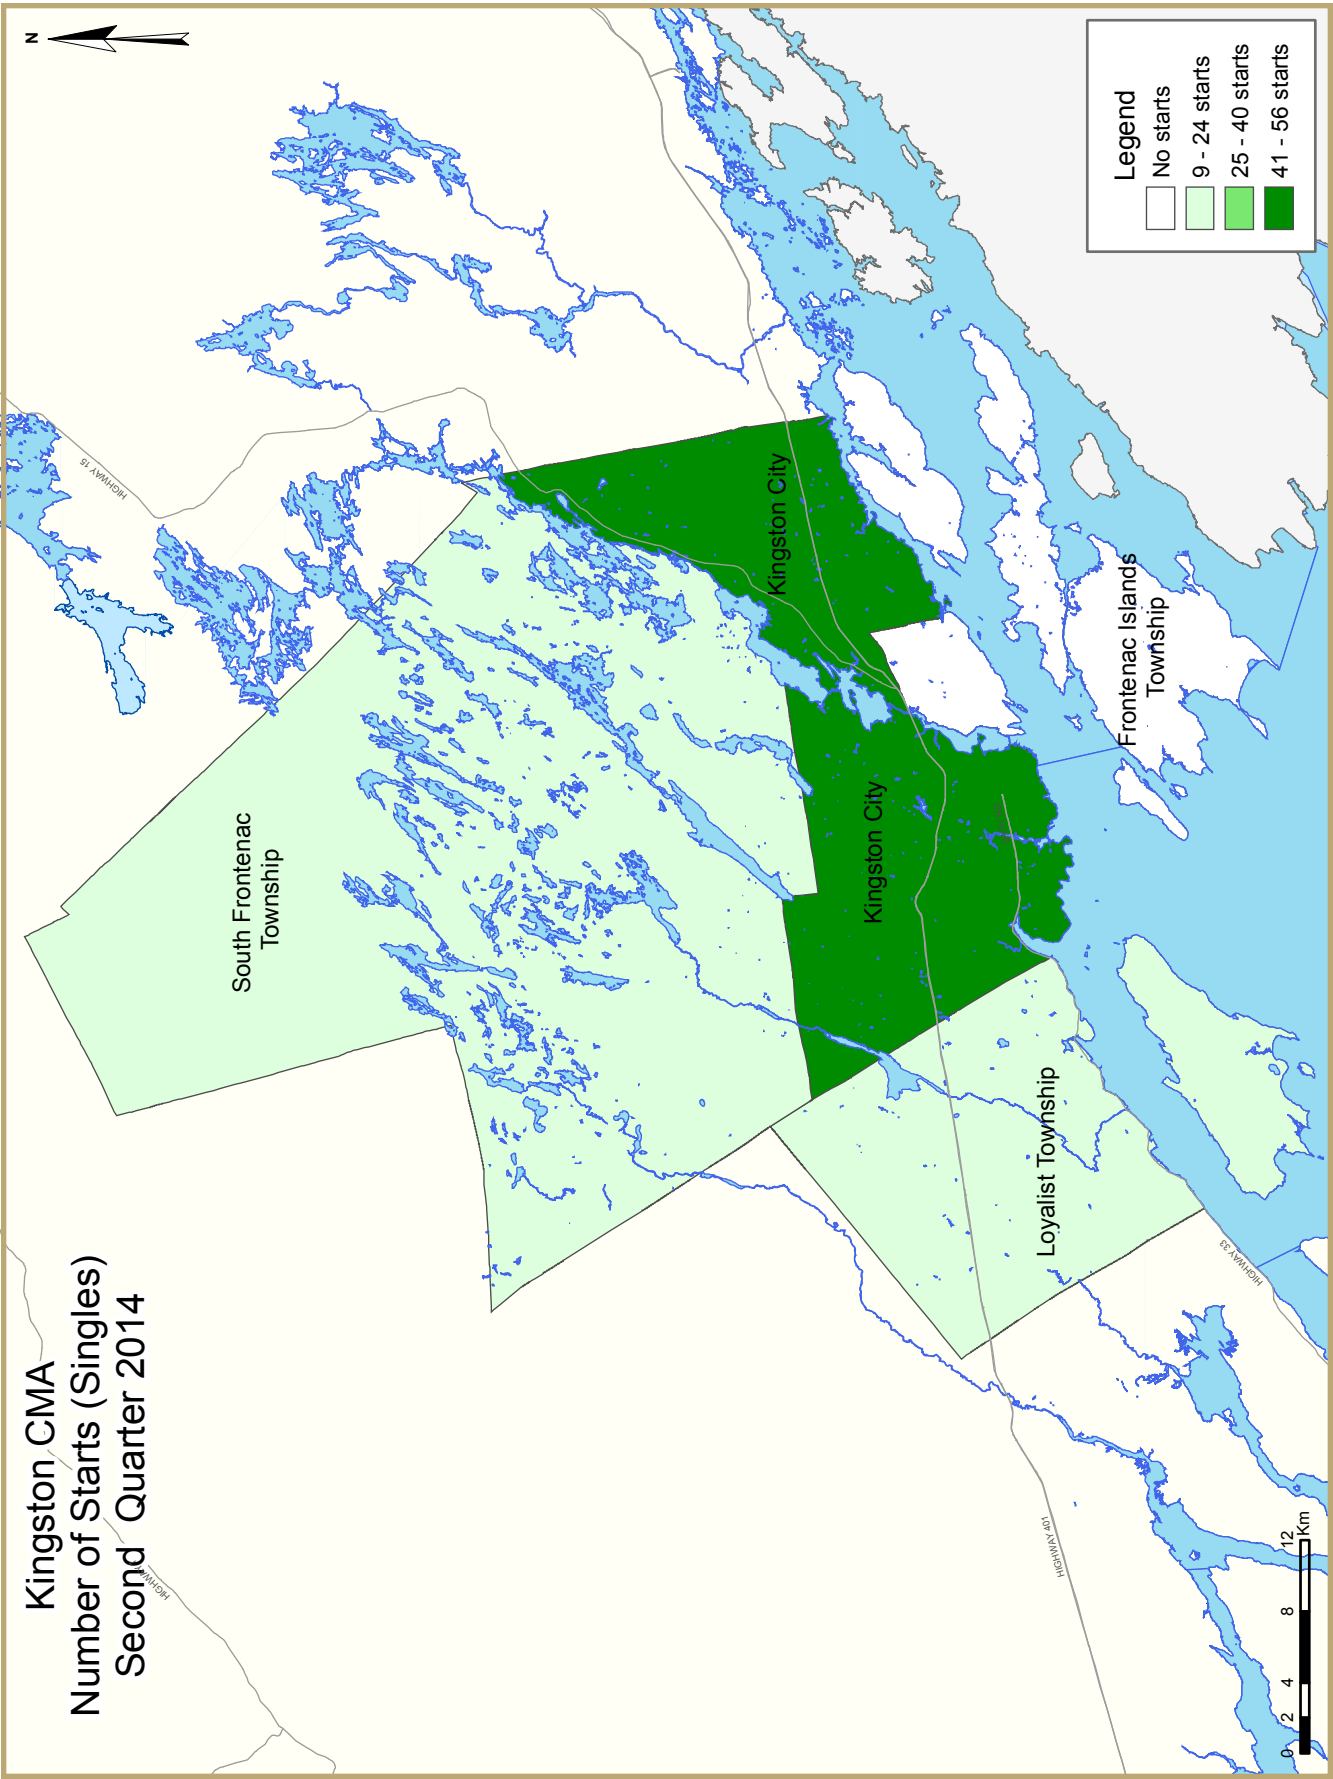 Kingston CMA
Number of Starts (Singles)
Second Quarter 2014
N
HIGHWAY 15
South Frontenac
Township
Kingston City
Kingston City
Loyalist Township
Frontenac Islands
Township
HIGHWAY 33
HIGHWAY 401
HIGHWAY
Legend
No starts
9 - 24 starts
25 - 40 starts
41 - 56 starts
0 2 4 8 12
Km